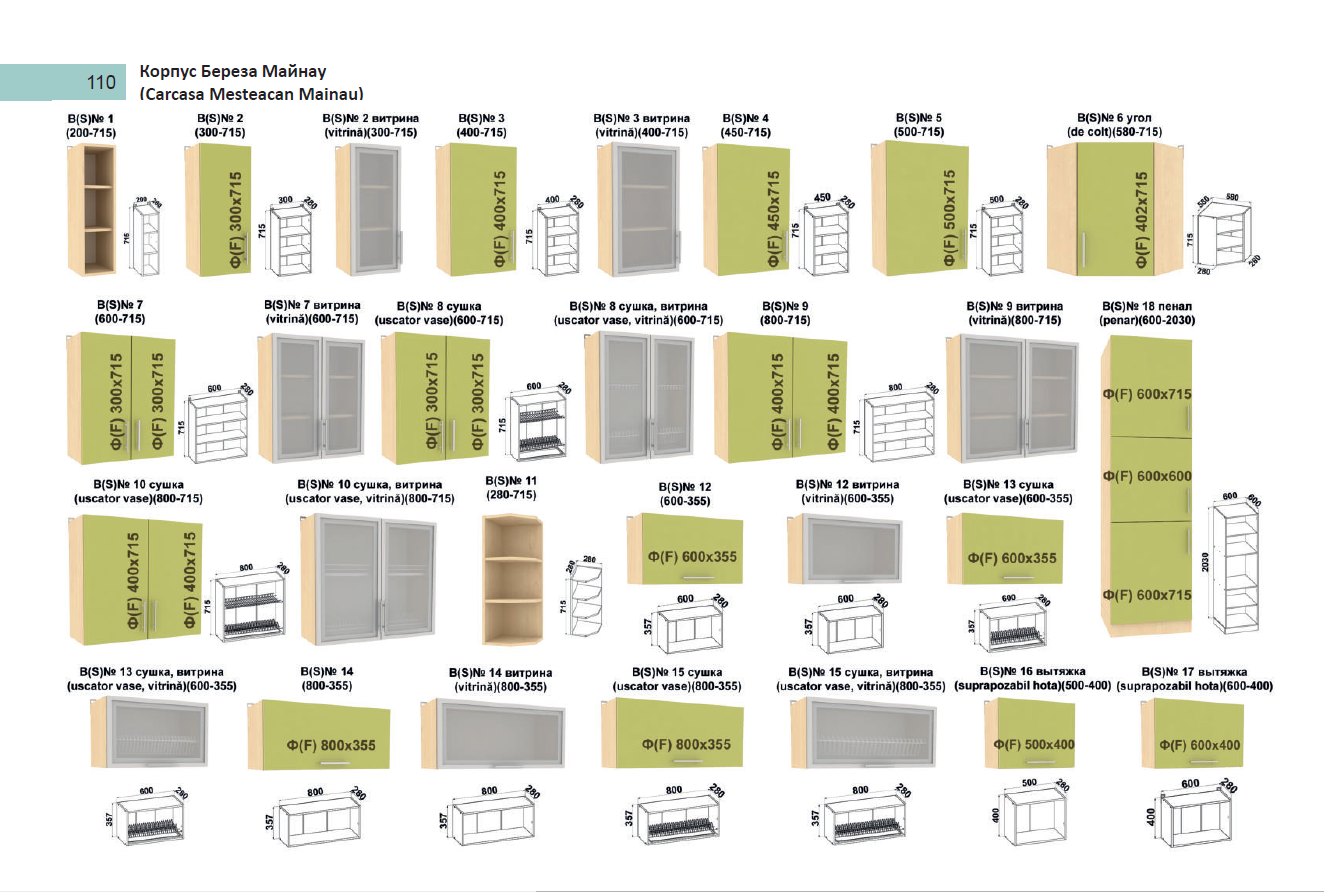 110
Корпус Береза Майнау
(Carcasa Mesteacan Mainau)
В(S)№ 1
(200-715)
В(S)№ 2
(300-715)
В(S)№ 2 витрина
(vitrină)(300-715)
В(S)№ 3
(400-715)
В(S)№ 3 витрина
(vitrină)(400-715)
В(S)№ 4
(450-715)
В(S)№ 5
(500-715)
В(S)№ 6 угол
(de colt)(580-715)
200
280
715
Ф(F) 300x715
300
280
715
Ф(F) 400x715
400
280
715
Ф(F) 450x715
450
280
715
Ф(F) 500x715
500
280
715
Ф(F) 402x715
580
580
715
280
280
В(S)№ 7
(600-715)
В(S)№ 7 витрина
(vitrină)(600-715)
В(S)№ 8 сушка
(uscator vase)(600-715)
В(S)№ 8 сушка, витрина
(uscator vase, vitrină)(600-715)
В(S)№ 9
(800-715)
В(S)№ 9 витрина
(vitrină)(800-715)
В(S)№ 18 пенал
(penar)(600-2030)
Ф(F) 300x715
Ф(F) 300x715
600
280
715
Ф(F) 300x715
Ф(F) 300x715
600
280
715
Ф(F) 400x715
Ф(F) 400x715
800
280
715
Ф(F) 600x715
Ф(F) 600x600
Ф(F) 600x715
600
600
2030
В(S)№ 10 сушка
(uscator vase)(800-715)
В(S)№ 10 сушка, витрина
(uscator vase, vitrină)(800-715)
В(S)№ 11
(280-715)
В(S)№ 12
(600-355)
В(S)№ 12 витрина
(vitrină)(600-355)
В(S)№ 13 сушка
(uscator vase)(600-355)
Ф(F) 400x715
Ф(F) 400x715
800
280
715
280
280
715
Ф(F) 600x355
600
280
357
600
280
357
Ф(F) 600x355
600
280
357
В(S)№ 13 сушка, витрина
(uscator vase, vitrină)(600-355)
В(S)№ 14
(800-355)
В(S)№ 14 витрина
(vitrină)(800-355)
В(S)№ 15 сушка
(uscator vase)(800-355)
В(S)№ 15 сушка, витрина
(uscator vase, vitrină)(800-355)
В(S)№ 16 вытяжка
(suprapozabil hota)(500-400)
В(S)№ 17 вытяжка
(suprapozabil hota)(600-400)
Ф(F) 800x355
Ф(F) 800x355
Ф(F) 500x400
Ф(F) 600x400
600
280
357
800
280
357
800
280
357
800
280
357
800
280
357
500
280
400
600
280
400